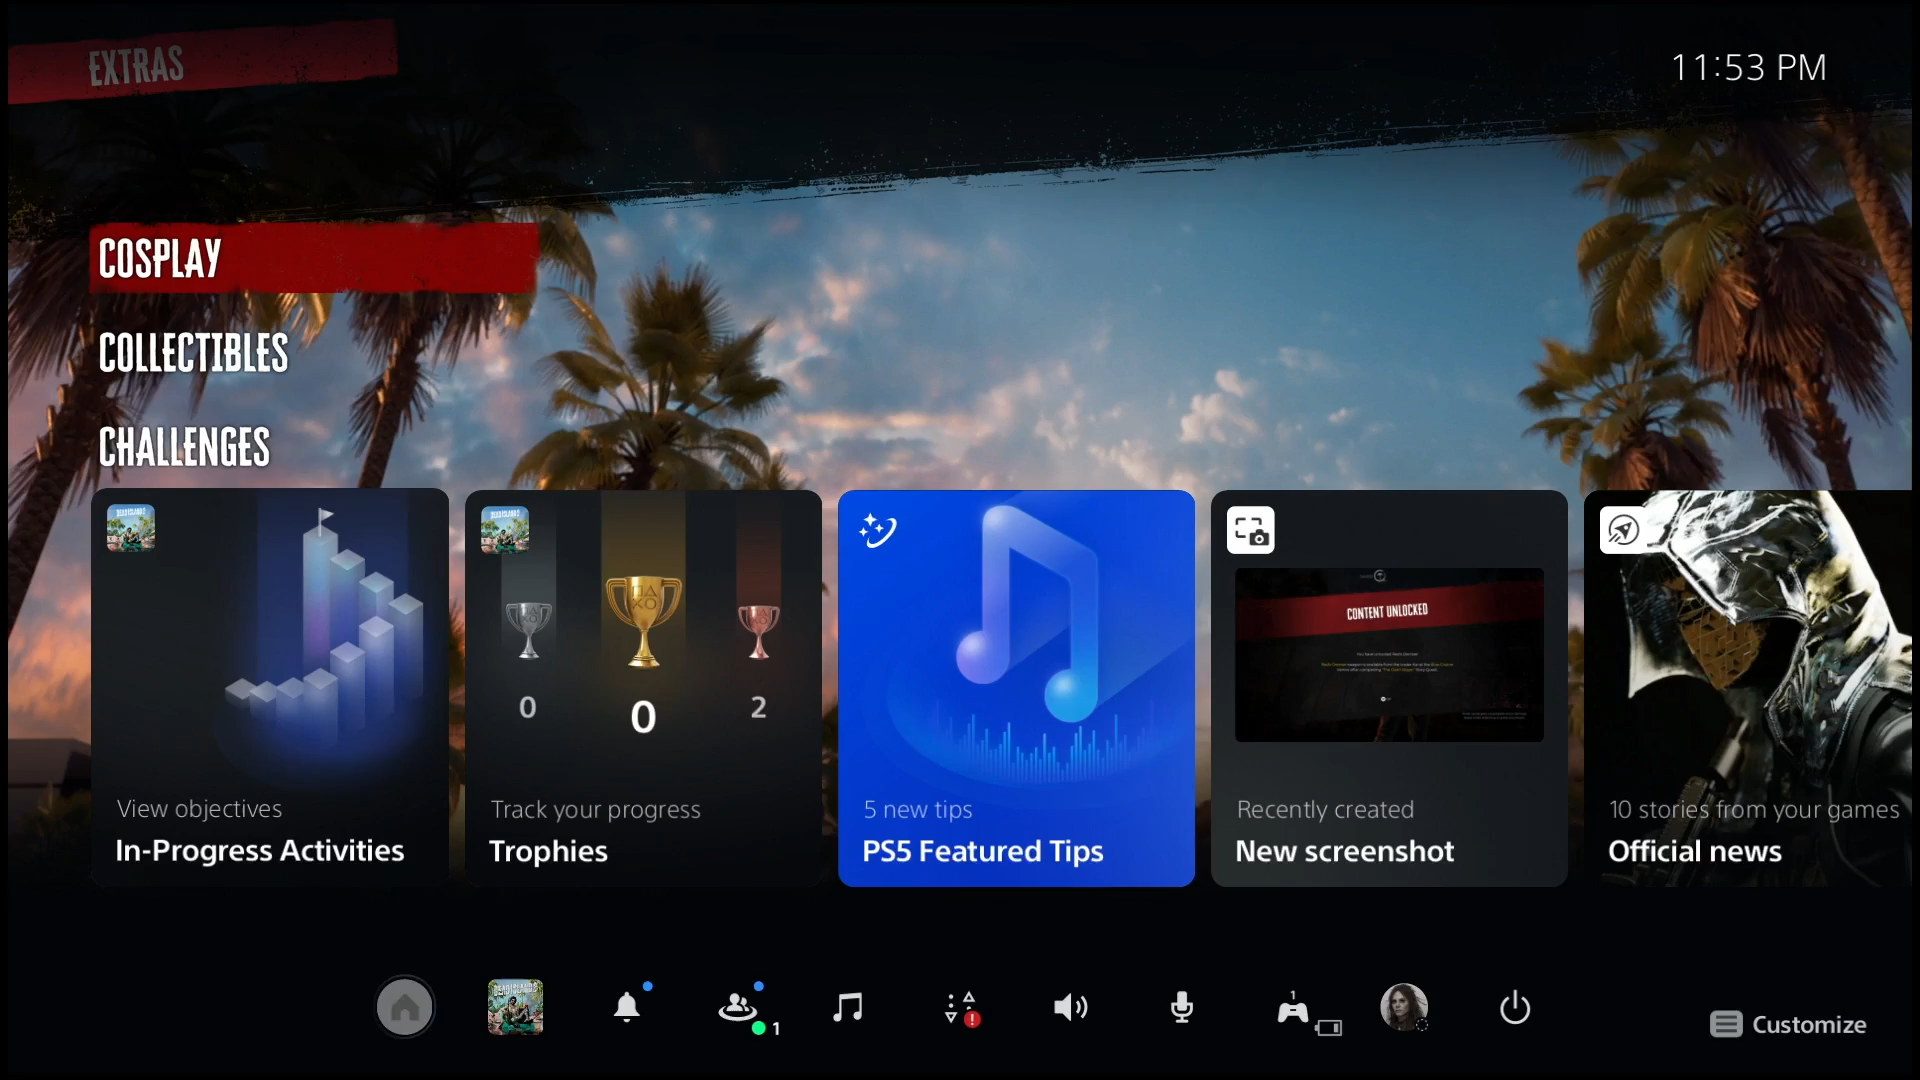 EXTRAS
11:53 PM
COSPLAY
COLLECTIBLES
CHALLENGES
0
0
2
CONTENT UNLOCKED
View objectives
In-Progress Activities
Track your progress
Trophies
5 new tips
PS5 Featured Tips
Recently created
New screenshot
10 stories from your games
Official news
1
1
Customize